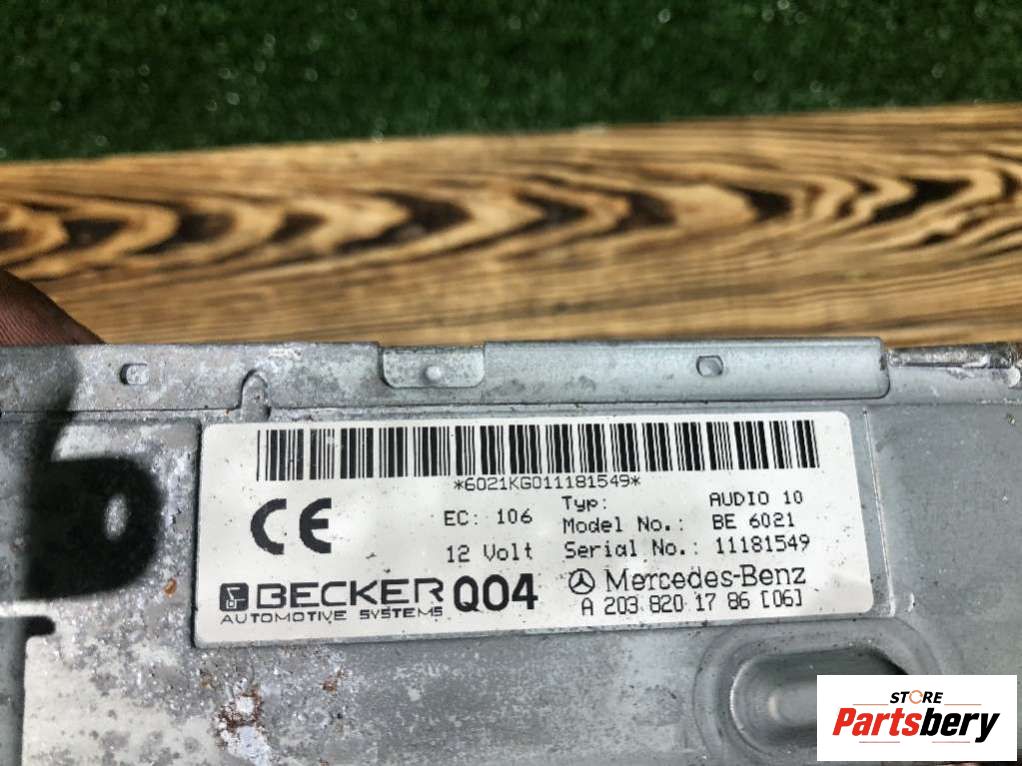 *6021KG011181549*
CE
EC: 106
12 Volt
Typ: AUDIO 10
Model No.: BE 6021
Serial No.: 11181549
BECKER
AUTOMOTIVE SYSTEMS
Q04
Mercedes-Benz
A 203 820 17 86 [06]
STORE
Partsbery